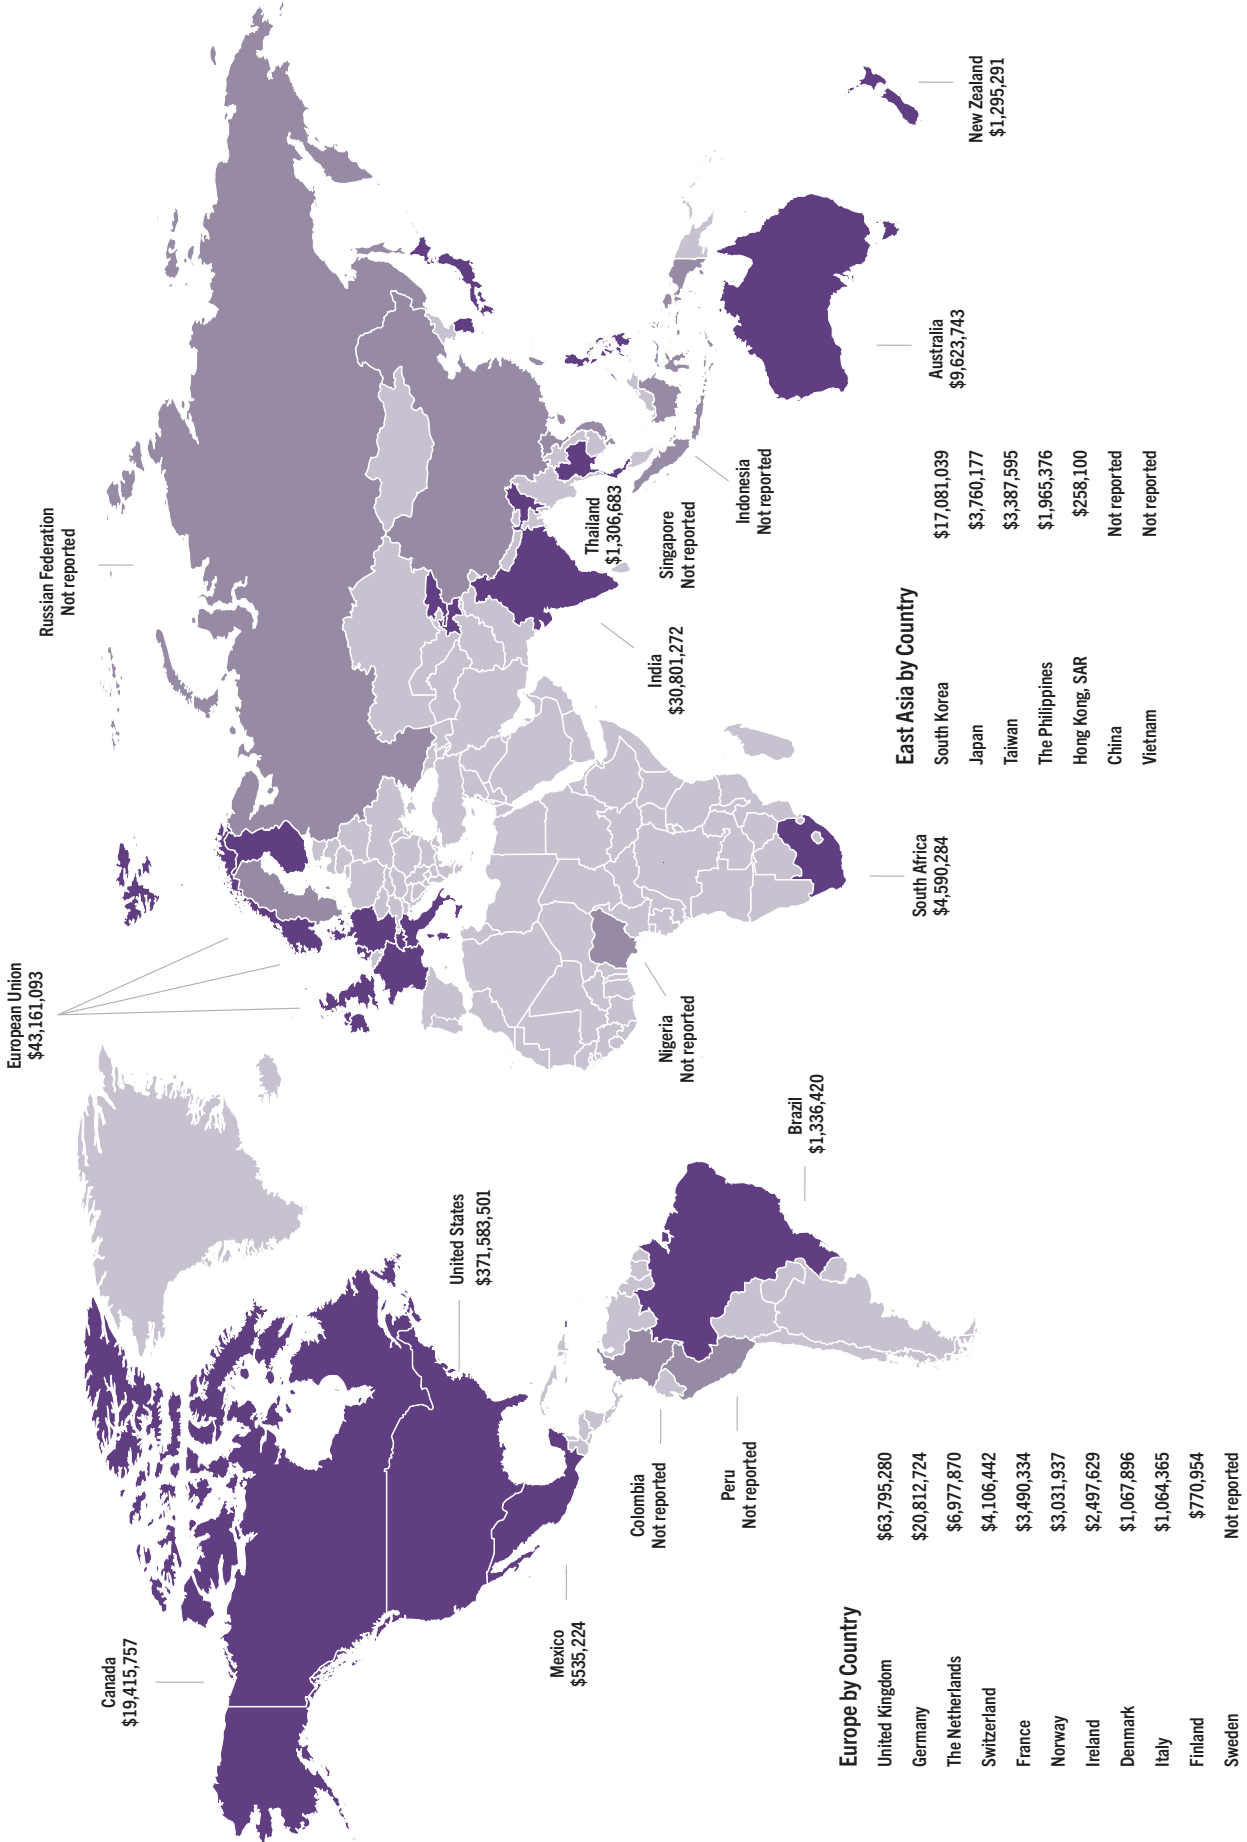 European Union
$43,161,093
Russian Federation
Not reported
Canada
$19,415,757
United States
$371,583,501
Mexico
$535,224
Colombia
Not reported
Peru
Not reported
Brazil
$1,336,420
Nigeria
Not reported
South Africa
$4,590,284
India
$30,801,272
Thailand
$1,306,683
Singapore
Not reported
Indonesia
Not reported
Australia
$9,623,743
New Zealand
$1,295,291
Europe by Country
United Kingdom $63,795,280
Germany $20,812,724
The Netherlands $6,977,870
Switzerland $4,106,442
France $3,490,334
Norway $3,031,937
Ireland $2,497,629
Denmark $1,067,896
Italy $1,064,365
Finland $770,954
Sweden Not reported
East Asia by Country
South Korea $17,081,039
Japan $3,760,177
Taiwan $3,387,595
The Philippines $1,965,376
Hong Kong, SAR $258,100
China Not reported
Vietnam Not reported